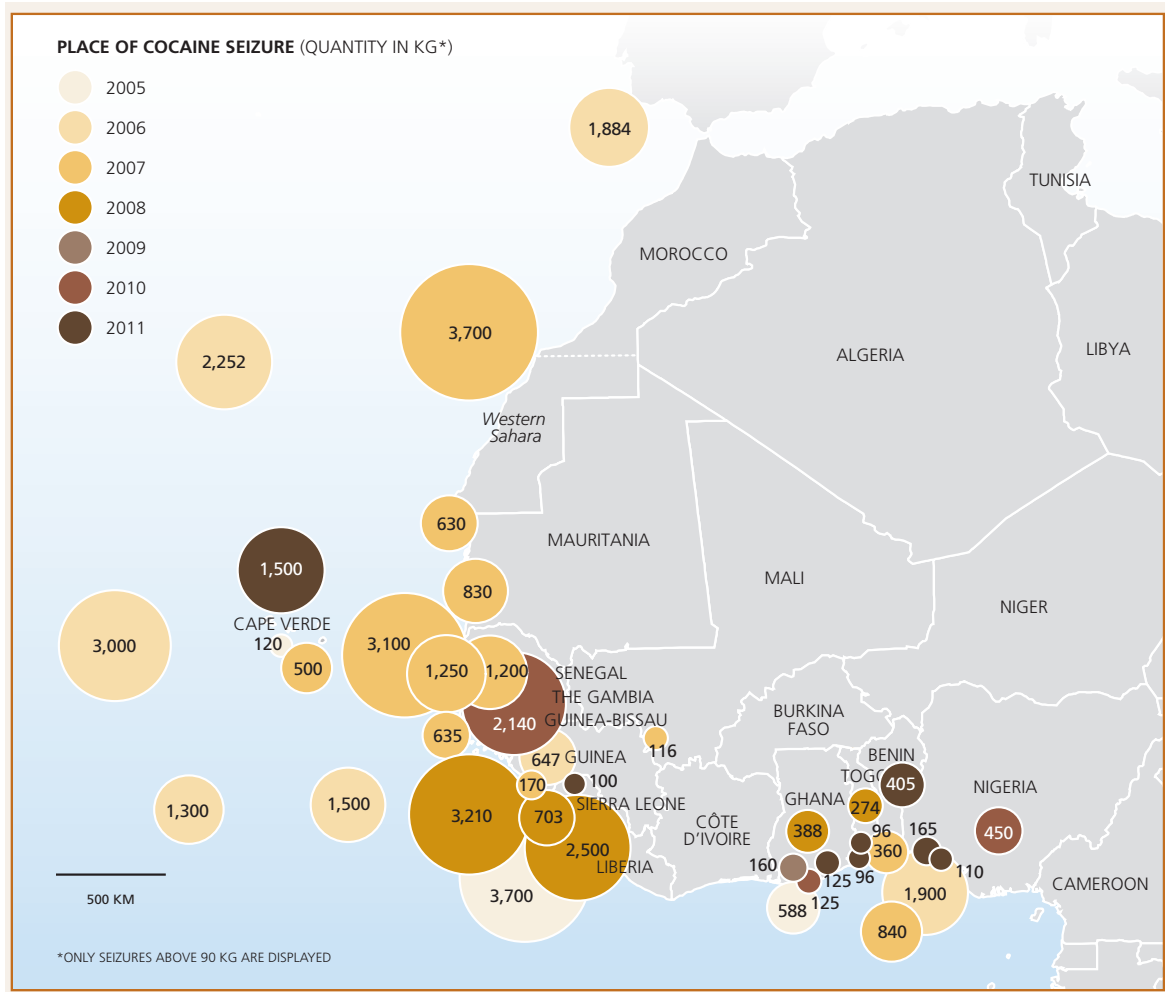 PLACE OF COCAINE SEIZURE (QUANTITY IN KG*)
2005
2006
2007
2008
2009
2010
2011
1,884
TUNISIA
MOROCCO
3,700
2,252
ALGERIA
LIBYA
Western
Sahara
630
MAURITANIA
1,500
MALI
830
NIGER
CAPE VERDE
120
3,000
500
3,100
1,250
1,200
SENEGAL
THE GAMBIA
2,140
GUINEA-BISSAU
BURKINA
FASO
635
116
647
GUINEA
BENIN
170
100
TOGO
405
NIGERIA
1,300
1,500
SIERRA LEONE
GHANA
274
3,210
703
CÔTE
D'IVOIRE
388
96
165
450
2,500
360
LIBERIA
160
125
96
110
CAMEROON
3,700
588
125
1,900
840
500 KM
*ONLY SEIZURES ABOVE 90 KG ARE DISPLAYED